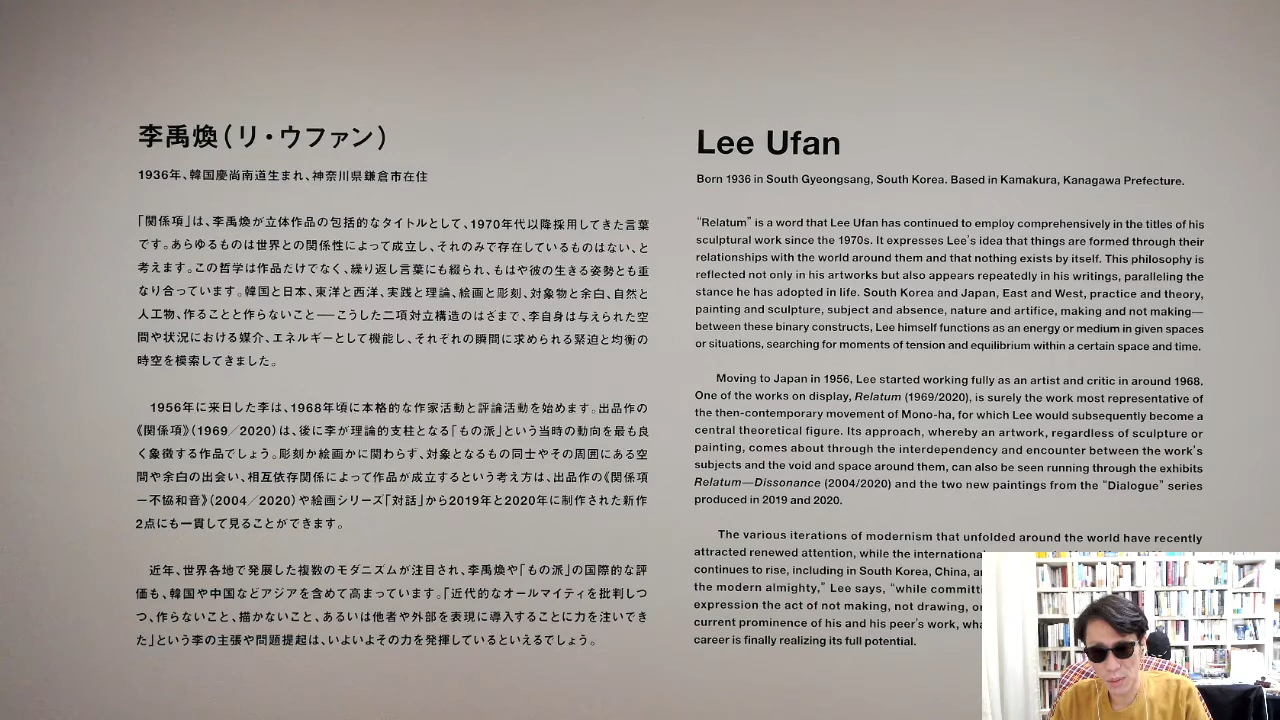 李禹煥(リ・ウファン)
1936年、韓国慶尚南道生まれ、神奈川県鎌倉市在住
「関係項」は、李禹煥が立体作品の包括的なタイトルとして、1970年代以降採用してきた言葉
です。あらゆるものは世界との関係性によって成立し、それのみで存在しているものはない、と
考えます。この哲学は作品だけでなく、繰り返し言葉にも綴られ、もはや彼の生きる姿勢とも重
なり合っています。韓国と日本、東洋と西洋、実践と理論、絵画と彫刻、対象物と余白、自然と
人工物、作ることと作らないこと──こうした二項対立構造のはざまで、李自身は与えられた空
間や状況における媒介、エネルギーとして機能し、それぞれの瞬間に求められる緊迫と均衡の
時空を模索してきました。
1956年に来日した李は、1968年頃に本格的な作家活動と評論活動を始めます。出品作の
《関係項》(1969/2020)は、後に李が理論的支柱となる「もの派」という当時の動向を最も良
く象徴する作品でしょう。彫刻か絵画かに関わらず、対象となるもの同士やその周囲にある空
間や余白の出会い、相互依存関係によって作品が成立するという考え方は、出品作の《関係項
ー不協和音》(2004/2020)や絵画シリーズ「対話」から2019年と2020年に制作された新作
2点にも一貫して見ることができます。
近年、世界各地で発展した複数のモダニズムが注目され、李禹煥や「もの派」の国際的な評
価も、韓国や中国などアジアを含めて高まっています。「近代的なオールマイティを批判しつ
つ、作らないこと、描かないこと、あるいは他者や外部を表現に導入することに力を注いでき
た」という李の主張や問題提起は、いよいよその力を発揮しているといえるでしょう。
Lee Ufan
Born 1936 in South Gyeongsang, South Korea. Based in Kamakura, Kanagawa Prefecture.
“Relatum” is a word that Lee Ufan has continued to employ comprehensively in the titles of his
sculptural work since the 1970s. It expresses Lee's idea that things are formed through their
relationships with the world around them and that nothing exists by itself. This philosophy is
reflected not only in his artworks but also appears repeatedly in his writings, paralleling the
stance he has adopted in life. South Korea and Japan, East and West, practice and theory,
painting and sculpture, subject and absence, nature and artifice, making and not making—
between these binary constructs, Lee himself functions as an energy or medium in given spaces
or situations, searching for moments of tension and equilibrium within a certain space and time.
Moving to Japan in 1956, Lee started working fully as an artist and critic in around 1968.
One of the works on display, Relatum (1969/2020), is surely the work most representative of
the then-contemporary movement of Mono-ha, for which Lee would subsequently become a
central theoretical figure. Its approach, whereby an artwork, regardless of sculpture or
painting, comes about through the interdependency and encounter between the work's
subjects and the void and space around them, can also be seen running through the exhibits
Relatum—Dissonance (2004/2020) and the two new paintings from the “Dialogue” series
produced in 2019 and 2020.
The various iterations of modernism that unfolded around the world have recently
attracted renewed attention, while the
continues to rise, including in South Korea, China,
the modern almighty,” Lee says, “while
expression the act of not making, not drawing,
current prominence of his and his peer's work,
career is finally realizing its full potential.